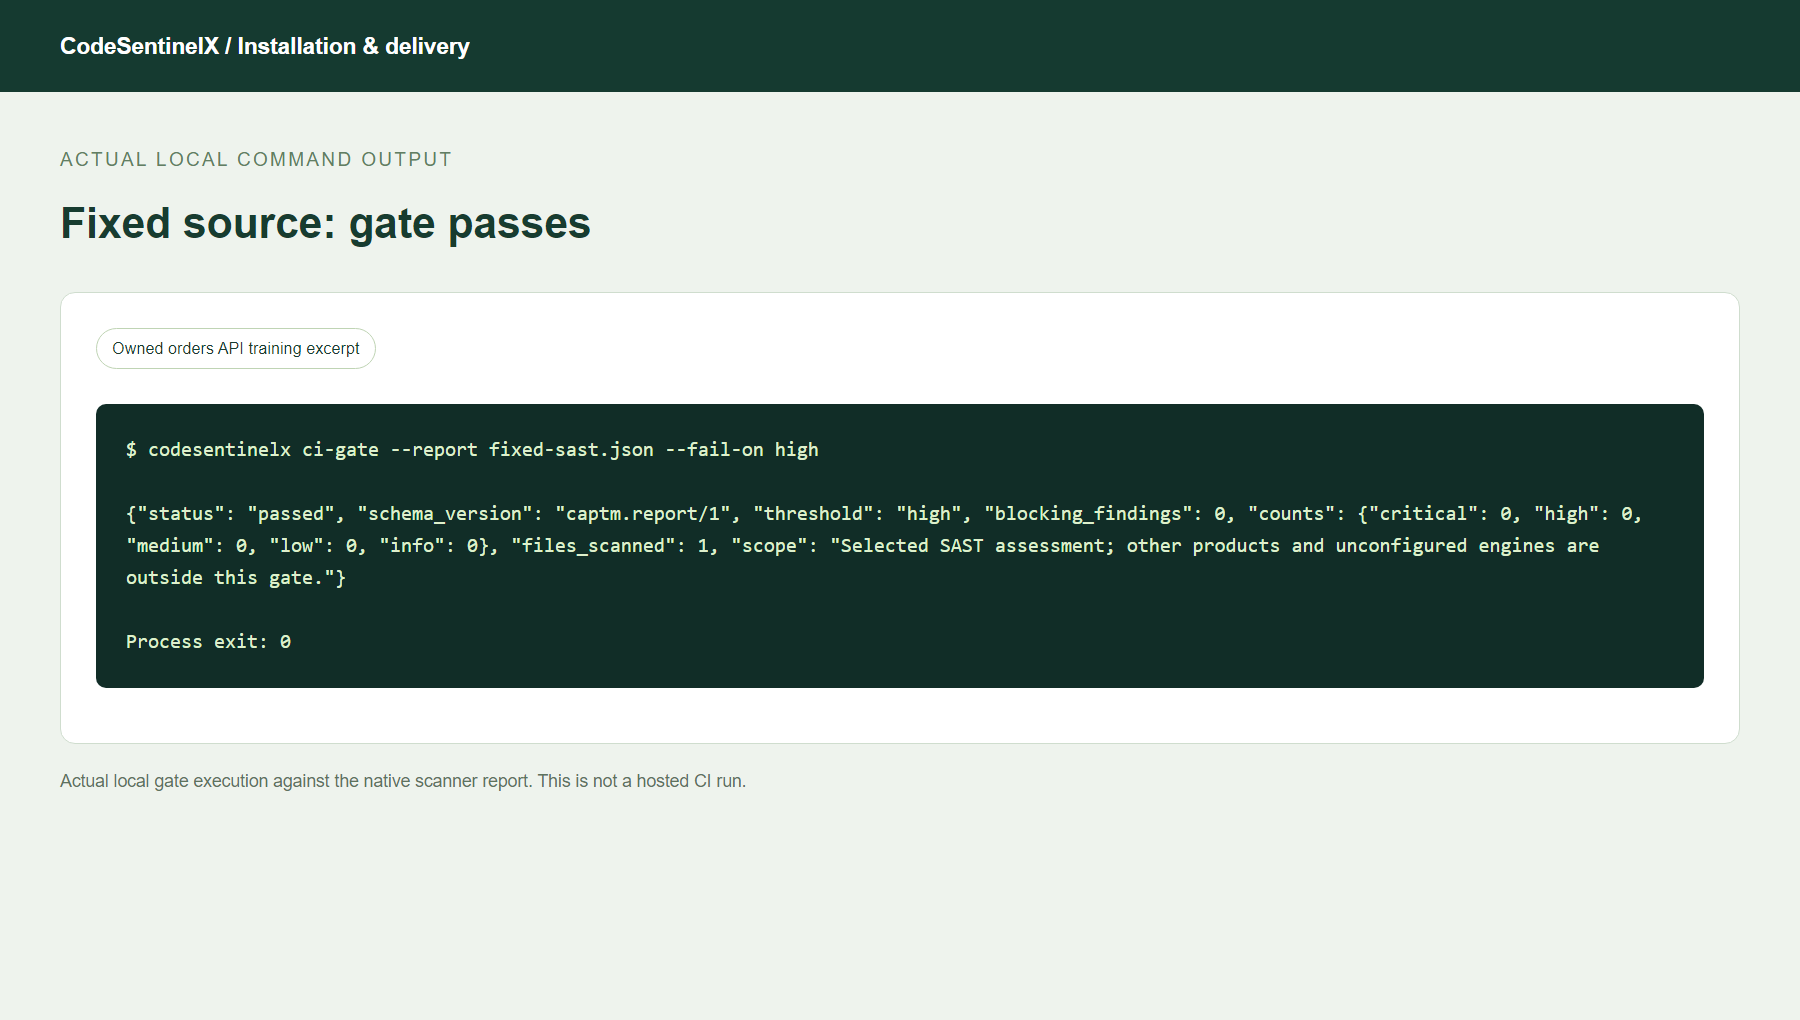 CodeSentinelX / Installation & delivery
ACTUAL LOCAL COMMAND OUTPUT
Fixed source: gate passes
Owned orders API training excerpt
$ codesentinelx ci-gate --report fixed-sast.json --fail-on high
{"status": "passed", "schema_version": "captm.report/1", "threshold": "high", "blocking_findings": 0, "counts": {"critical": 0, "high": 0,
"medium": 0, "low": 0, "info": 0}, "files_scanned": 1, "scope": "Selected SAST assessment; other products and unconfigured engines are
outside this gate."}
Process exit: 0
Actual local gate execution against the native scanner report. This is not a hosted CI run.